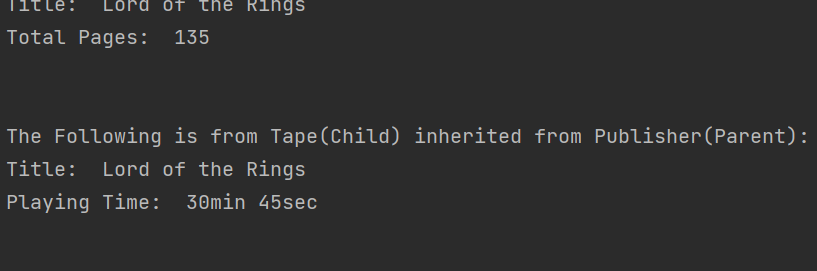 Title:  Lord of the Rings
Total Pages:  135
The Following is from Tape(Child) inherited from Publisher(Parent):
Title:  Lord of the Rings
Playing Time:  30min 45sec